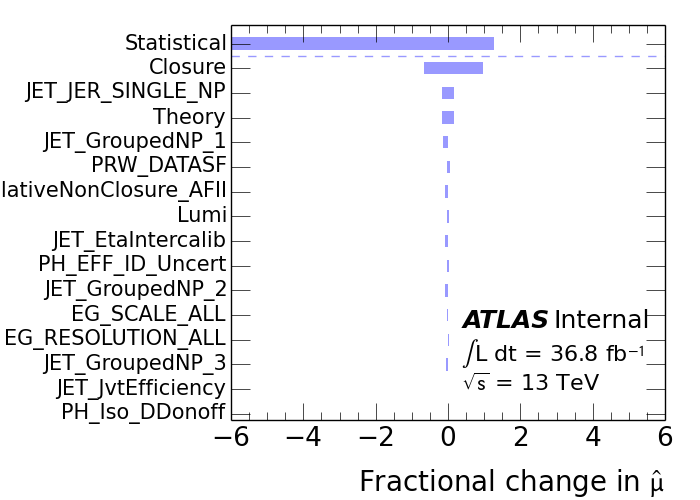 Statistical
Closure
JET_JER_SINGLE_NP
Theory
JET_GroupedNP_1
PRW_DATASF
lativeNonClosure_AFII
Lumi
JET_EtaIntercalib
PH_EFF_ID_Uncert
JET_GroupedNP_2
EG_SCALE_ALL
EG_RESOLUTION_ALL
JET_GroupedNP_3
JET_JvtEfficiency
PH_Iso_DDonoff
ATLAS Internal
∫L dt = 36.8 fb⁻¹
√s = 13 TeV
−6 −4 −2 0 2 4 6
Fractional change in μ̂